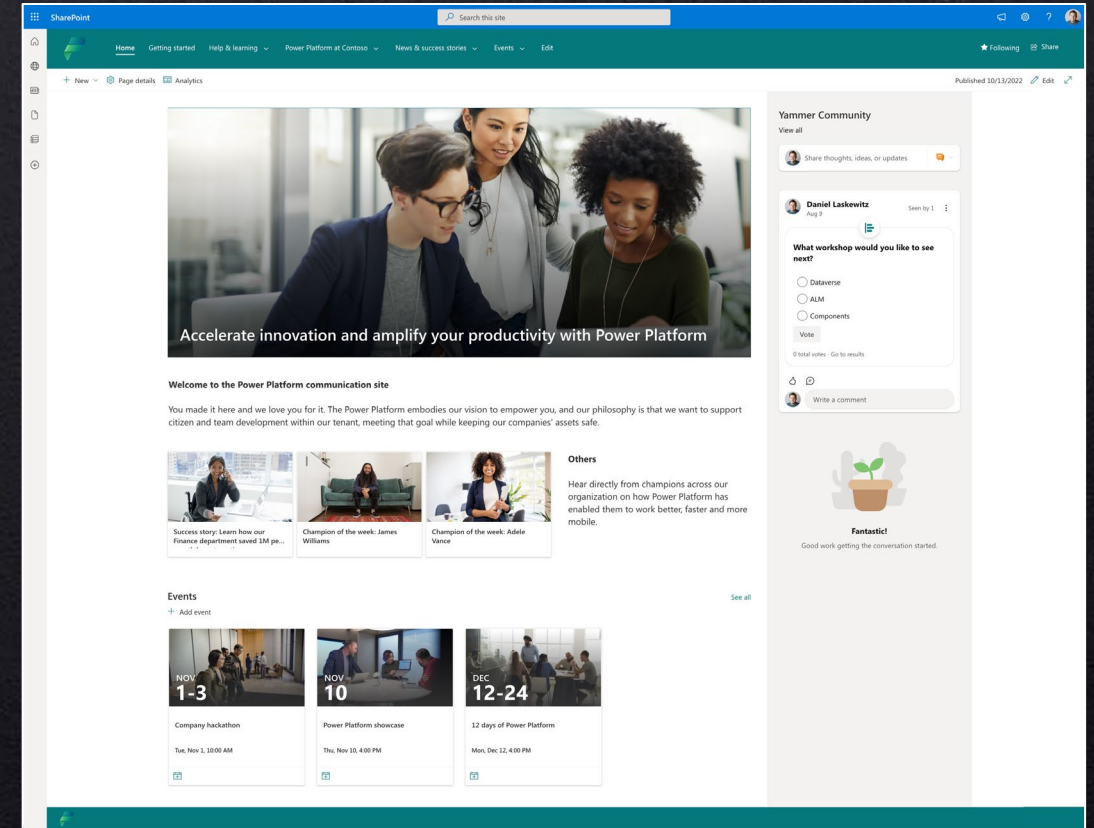 SharePoint
Search this site
Home Getting started Help & learning Power Platform at Contoso News & success stories Events Edit
Following Share
New Page details Analytics
Published 10/13/2022 Edit
Accelerate innovation and amplify your productivity with Power Platform
Welcome to the Power Platform communication site
You made it here and we love you for it. The Power Platform embodies our vision to empower you, and our philosophy is that we want to support
citizen and team development within our tenant, meeting that goal while keeping our companies' assets safe.
Success story: Learn how our
Finance department saved 1M pe...
Champion of the week: James
Williams
Champion of the week: Adele
Vance
Others
Hear directly from champions across our
organization on how Power Platform has
enabled them to work better, faster and more
mobile.
Events
See all
+ Add event
NOV
1-3
Company hackathon
Tue, Nov 1, 10:00 AM
NOV
10
Power Platform showcase
Thu, Nov 10, 4:00 PM
DEC
12-24
12 days of Power Platform
Mon, Dec 12, 4:00 PM
Yammer Community
View all
Share thoughts, ideas, or updates
Daniel Laskewitz
Seen by 1
Aug 9
What workshop would you like to see
next?
Dataverse
ALM
Components
Vote
0 total votes · Go to results
Write a comment
Fantastic!
Good work getting the conversation started.